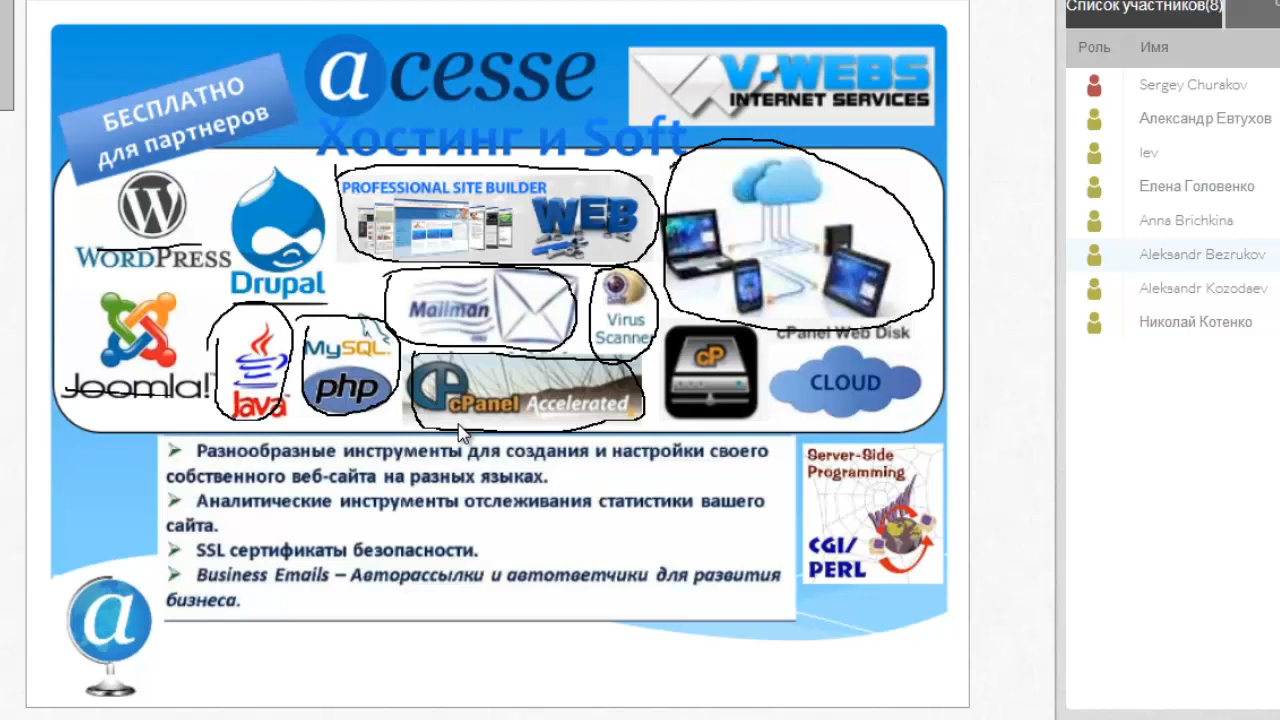 Список участников(8)
Роль Имя
Sergey Churakov
Александр Евтухов
lev
Елена Головенко
Anna Brichkina
Aleksandr Bezrukov
Aleksandr Kozodaev
Николай Котенко
acesse
V-WEBS
INTERNET SERVICES
БЕСПЛАТНО
для партнеров
Хостинг и Soft
WORDPRESS
Drupal
PROFESSIONAL SITE BUILDER
WEB
Mailman
Virus
Scanner
cPanel Web Disk
Joomla!
Java
MySQL
php
cPanel Accelerated
cP
CLOUD
Разнообразные инструменты для создания и настройки своего
собственного веб-сайта на разных языках.
Аналитические инструменты отслеживания статистики вашего
сайта.
SSL сертификаты безопасности.
Business Emails – Авторассылки и автоответчики для развития
бизнеса.
Server-Side
Programming
CGI/
PERL
a